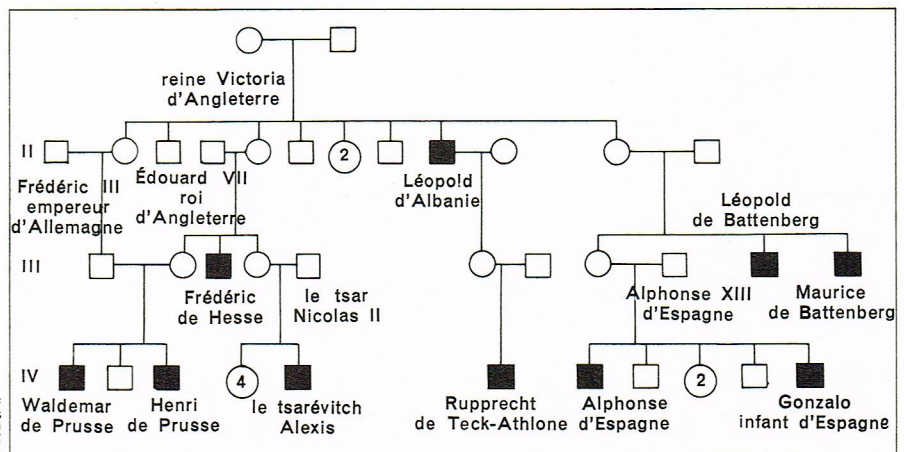 reine Victoria
d'Angleterre
II
2
Frédéric III
empereur
d'Allemagne
Édouard VII
roi
d'Angleterre
Léopold
d'Albanie
Léopold
de Battenberg
III
Frédéric
de Hesse
le tsar
Nicolas II
Alphonse XIII
d'Espagne
Maurice
de Battenberg
IV
4
2
Waldemar
de Prusse
Henri
de Prusse
le tsarévitch
Alexis
Rupprecht
de Teck-Athlone
Alphonse
d'Espagne
Gonzalo
infant d'Espagne